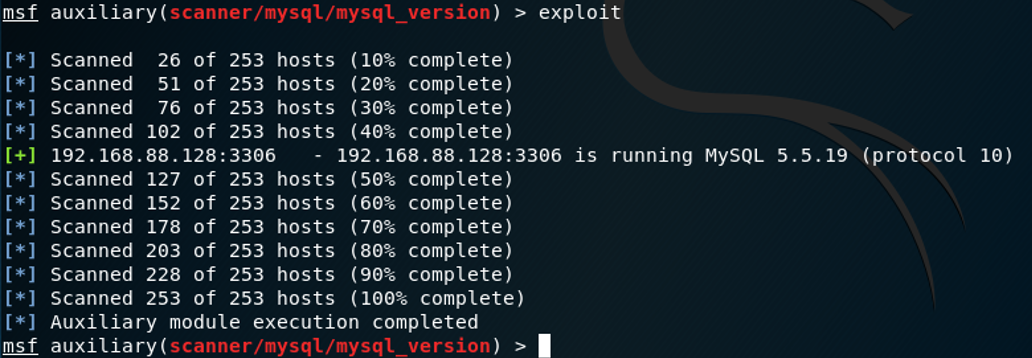 msf auxiliary(scanner/mysql/mysql_version) > exploit
[*] Scanned  26 of 253 hosts (10% complete)
[*] Scanned  51 of 253 hosts (20% complete)
[*] Scanned  76 of 253 hosts (30% complete)
[*] Scanned 102 of 253 hosts (40% complete)
[+] 192.168.88.128:3306   - 192.168.88.128:3306 is running MySQL 5.5.19 (protocol 10)
[*] Scanned 127 of 253 hosts (50% complete)
[*] Scanned 152 of 253 hosts (60% complete)
[*] Scanned 178 of 253 hosts (70% complete)
[*] Scanned 203 of 253 hosts (80% complete)
[*] Scanned 228 of 253 hosts (90% complete)
[*] Scanned 253 of 253 hosts (100% complete)
[*] Auxiliary module execution completed
msf auxiliary(scanner/mysql/mysql_version) >